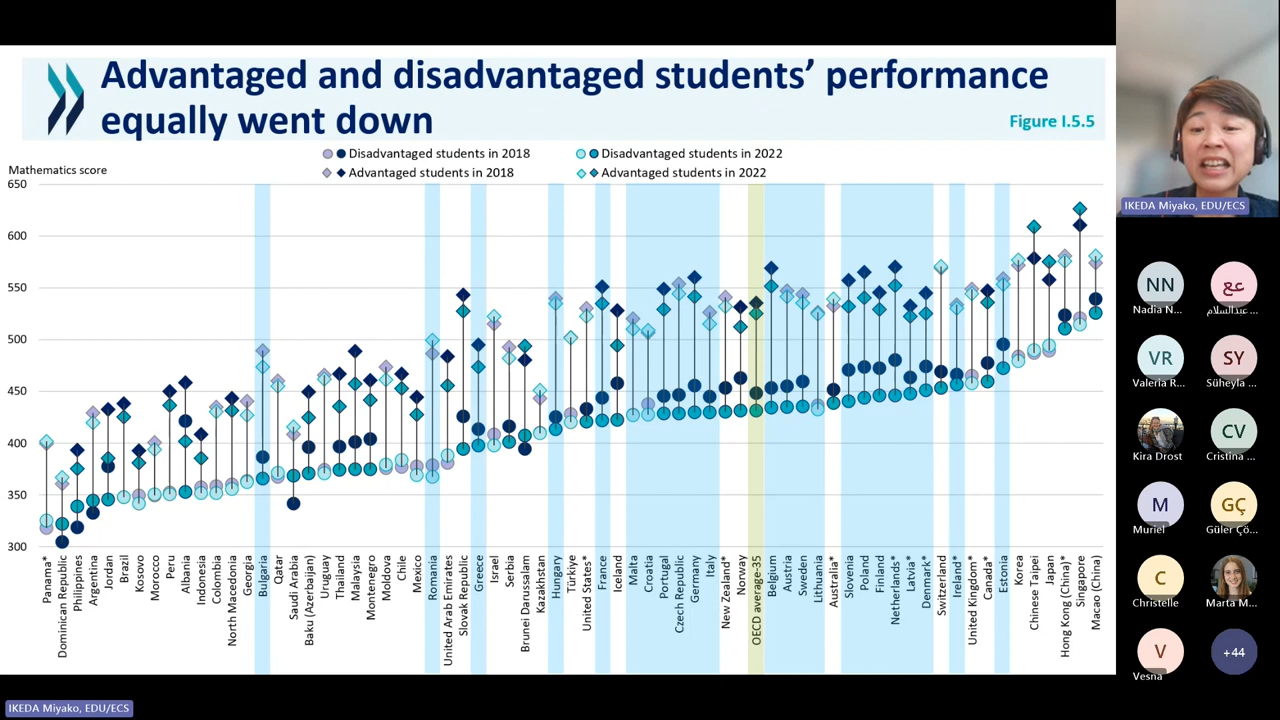 Advantaged and disadvantaged students’ performance
equally went down
Figure I.5.5
Disadvantaged students in 2018
Disadvantaged students in 2022
Advantaged students in 2018
Advantaged students in 2022
Mathematics score
650
600
550
500
450
400
350
300
Panama*
Dominican Republic
Philippines
Argentina
Jordan
Brazil
Kosovo
Morocco
Peru
Albania
Indonesia
Colombia
North Macedonia
Georgia
Bulgaria
Qatar
Saudi Arabia
Baku (Azerbaijan)
Uruguay
Thailand
Malaysia
Montenegro
Moldova
Chile
Mexico
Romania
United Arab Emirates
Slovak Republic
Greece
Israel
Serbia
Brunei Darussalam
Kazakhstan
Hungary
Türkiye
United States*
France
Iceland
Malta
Croatia
Portugal
Czech Republic
Germany
Italy
New Zealand*
Norway
OECD average-35
Belgium
Austria
Sweden
Lithuania
Australia*
Slovenia
Poland
Finland
Netherlands*
Latvia*
Denmark*
Switzerland
Ireland*
United Kingdom*
Canada*
Estonia
Korea
Chinese Taipei
Japan
Hong Kong (China)*
Singapore
Macao (China)
IKEDA Miyako, EDU/ECS
NN
Nadia N...
عع
عبدالسلام ...
VR
Valeria R...
SY
Süheyla ...
Kira Drost
CV
Cristina ...
M
Muriel
GÇ
Güler Çö...
C
Christelle
Marta M...
V
Vesna
+44
IKEDA Miyako, EDU/ECS